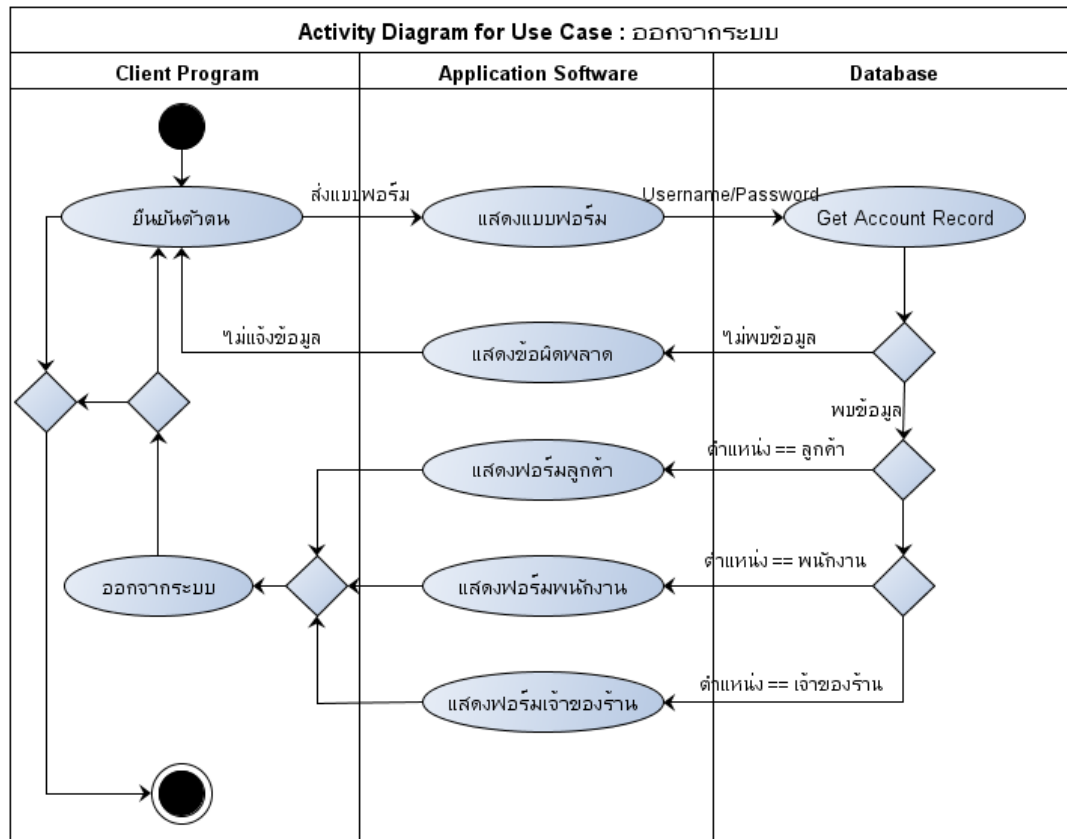 Activity Diagram for Use Case : ออกจากระบบ
Client Program
Application Software
Database
ยืนยันตัวตน
ส่งแบบฟอร์ม
แสดงแบบฟอร์ม
Username/Password
Get Account Record
ไม่แจ้งข้อมูล
แสดงข้อผิดพลาด
ไม่พบข้อมูล
พบข้อมูล
แสดงฟอร์มลูกค้า
ตำแหน่ง == ลูกค้า
ออกจากระบบ
แสดงฟอร์มพนักงาน
ตำแหน่ง == พนักงาน
แสดงฟอร์มเจ้าของร้าน
ตำแหน่ง == เจ้าของร้าน